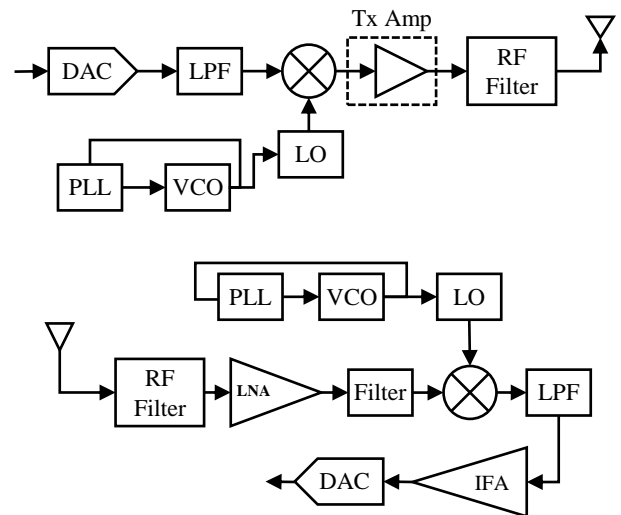 Tx Amp
DAC
LPF
RF
Filter
LO
PLL
VCO
PLL
VCO
LO
RF
Filter
LNA
Filter
LPF
DAC
IFA